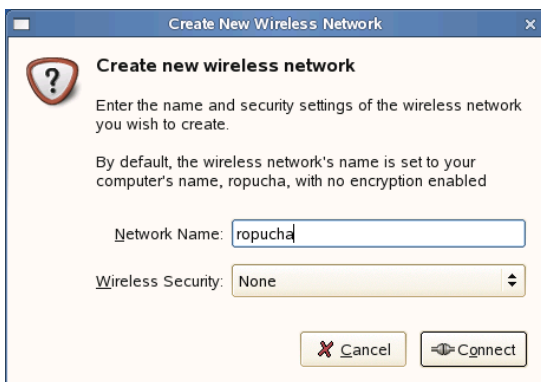 Create New Wireless Network
Create new wireless network
Enter the name and security settings of the wireless network
you wish to create.
By default, the wireless network's name is set to your
computer's name, ropucha, with no encryption enabled
Network Name: ropucha
Wireless Security: None
Cancel Connect